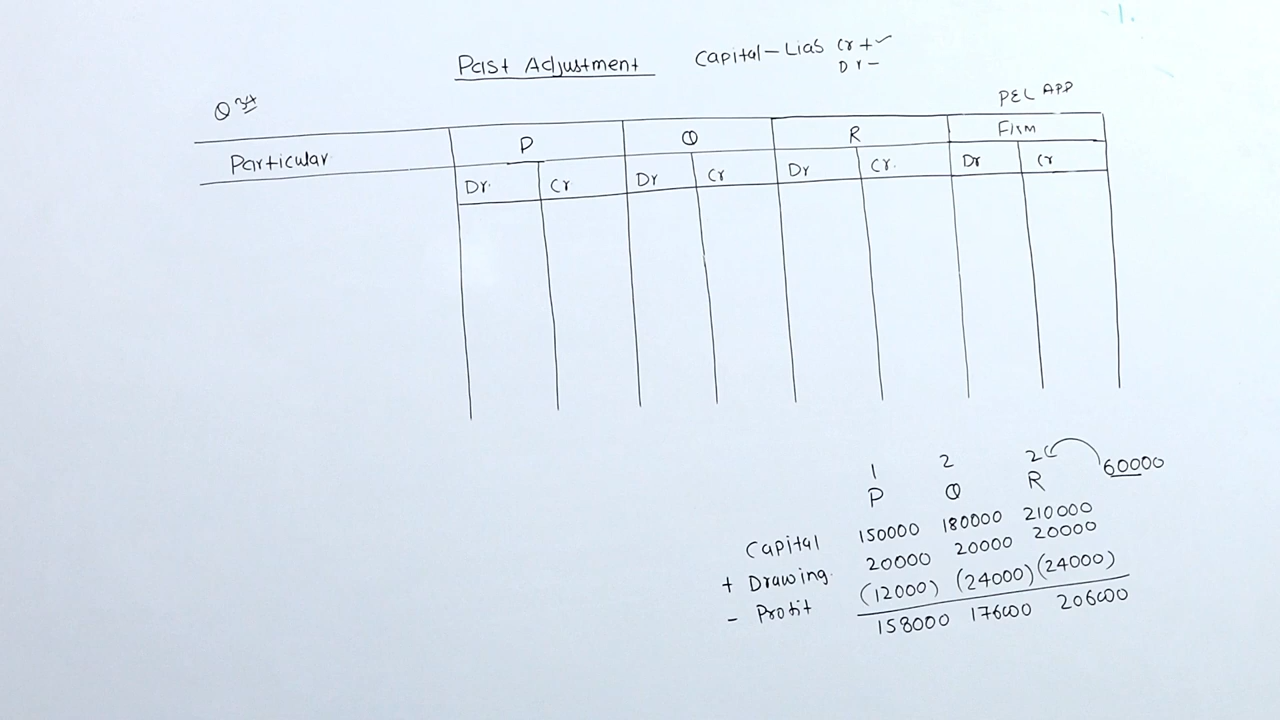 Past Adjustment
Capital - Liab Cr + ✓
Dr -
P&L APP
Particular P Q R Firm
Dr. Cr Dr Cr Dr Cr. Dr Cr
1 2 2 60000
P Q R
Capital 150000 180000 210000
+ Drawing. 20000 20000 20000
- Profit (12000) (24000) (24000)
158000 176000 206000